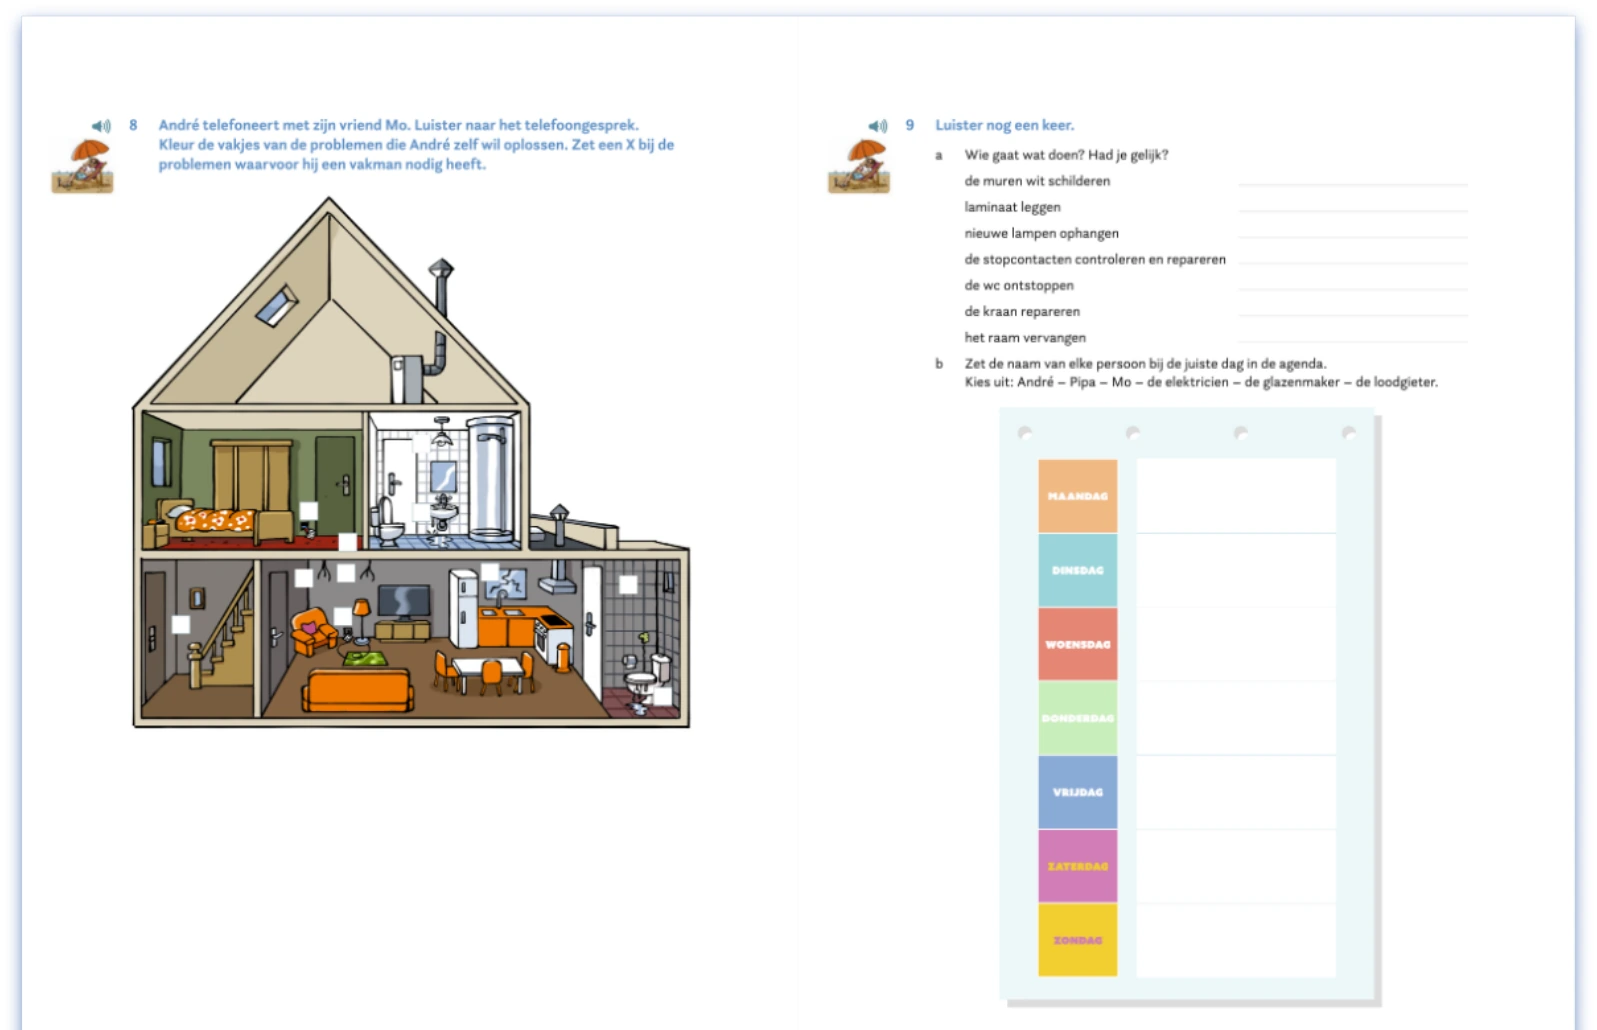 8 André telefoneert met zijn vriend Mo. Luister naar het telefoongesprek.
Kleur de vakjes van de problemen die André zelf wil oplossen. Zet een X bij de
problemen waarvoor hij een vakman nodig heeft.
9 Luister nog een keer.
a Wie gaat wat doen? Had je gelijk?
de muren wit schilderen
laminaat leggen
nieuwe lampen ophangen
de stopcontacten controleren en repareren
de wc ontstoppen
de kraan repareren
het raam vervangen
b Zet de naam van elke persoon bij de juiste dag in de agenda.
Kies uit: André – Pipa – Mo – de elektricien – de glazenmaker – de loodgieter.
MAANDAG
DINSDAG
WOENSDAG
DONDERDAG
VRIJDAG
ZATERDAG
ZONDAG